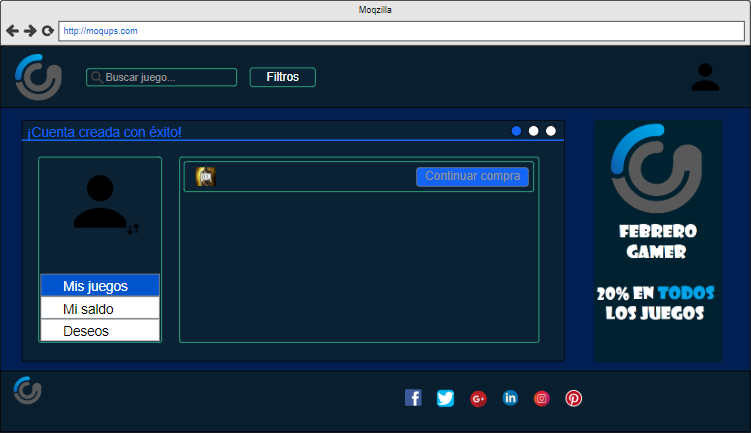 Moqzilla
http://moqups.com
Buscar juego...
Filtros
¡Cuenta creada con éxito!
Continuar compra
Mis juegos
Mi saldo
Deseos
FEBRERO
GAMER
20% EN TODOS
LOS JUEGOS